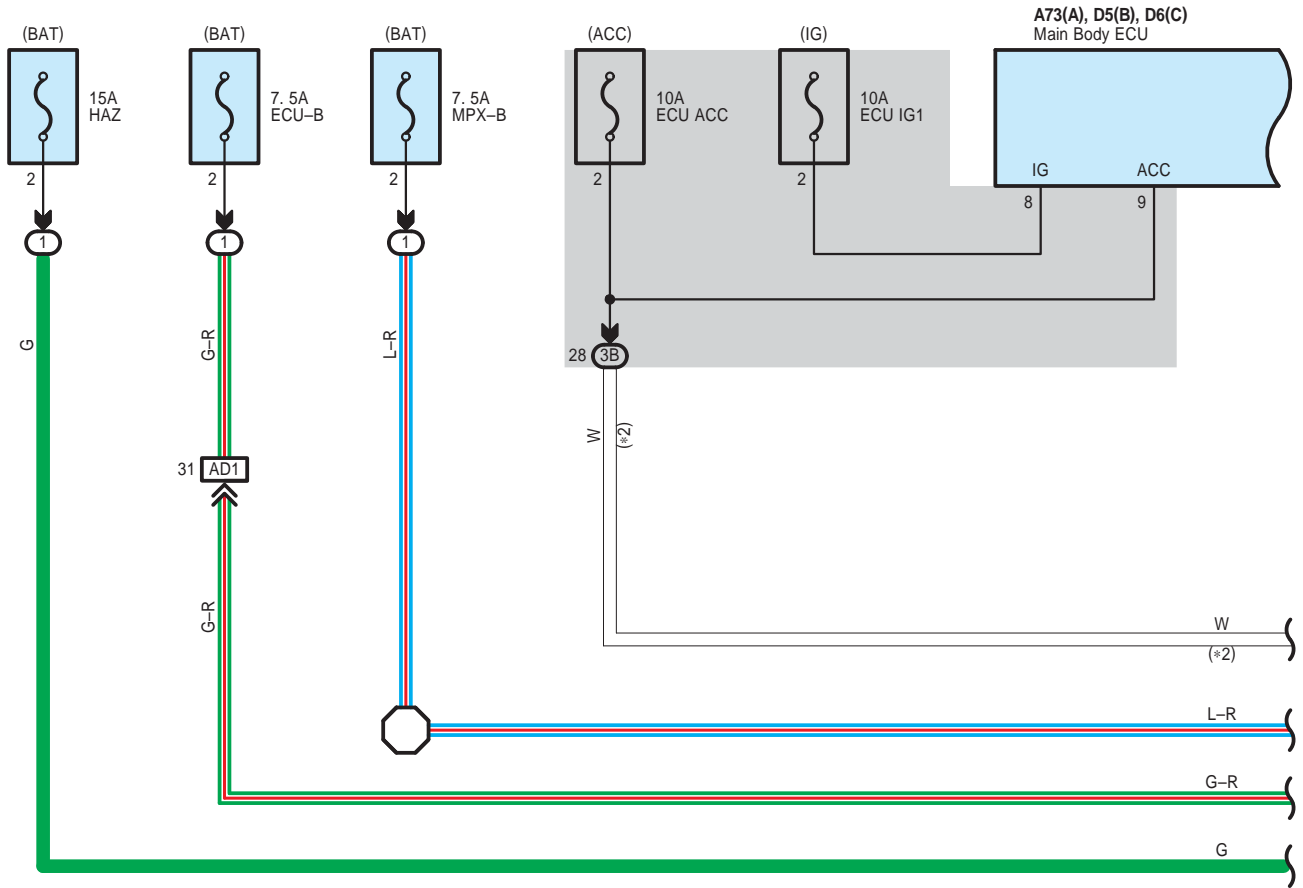 A73(A), D5(B), D6(C)
Main Body ECU
(BAT)
(BAT)
(BAT)
(ACC)
(IG)
15A
HAZ
7. 5A
ECU–B
7. 5A
MPX–B
10A
ECU ACC
10A
ECU IG1
IG
ACC
2
2
2
2
2
8
9
1
1
1
G
G–R
L–R
28
3B
W
(∗2)
31
AD1
G–R
W
(∗2)
L–R
G–R
G